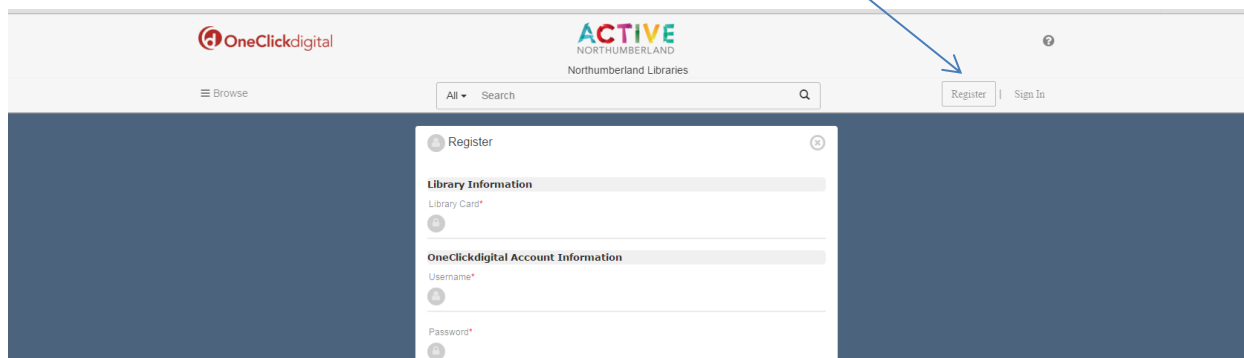 OneClickdigital
ACTIVE
NORTHUMBERLAND
Northumberland Libraries
Browse
All Search
Register | Sign In
Register
Library Information
Library Card*
OneClickdigital Account Information
Username*
Password*